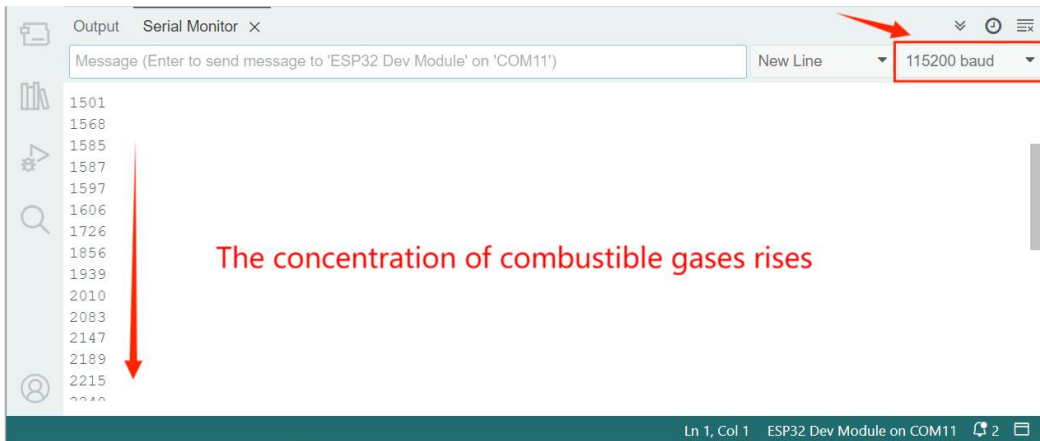 Output Serial Monitor ×
Message (Enter to send message to 'ESP32 Dev Module' on 'COM11')
New Line
115200 baud
1501
1568
1585
1587
1597
1606
1726
1856
1939
2010
2083
2147
2189
2215
The concentration of combustible gases rises
Ln 1, Col 1 ESP32 Dev Module on COM11 2